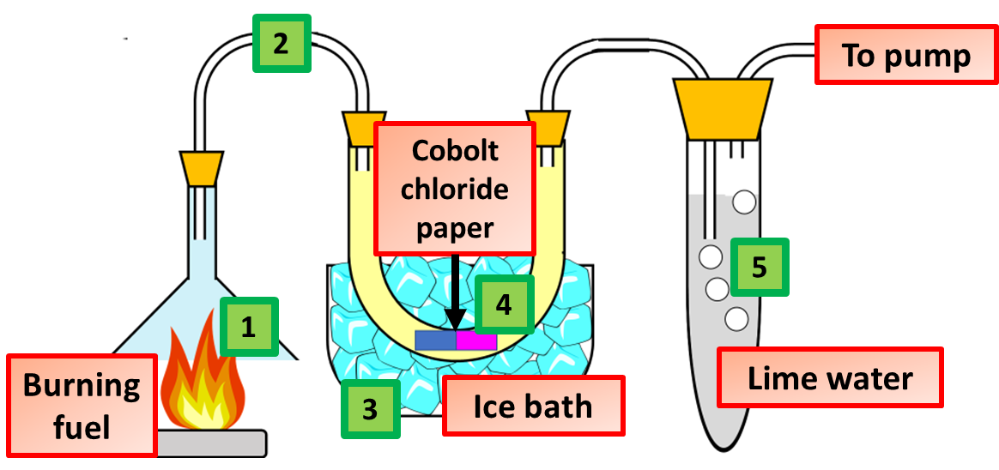 2
To pump
Cobolt
chloride
paper
5
4
1
Burning
fuel
Lime water
3
Ice bath